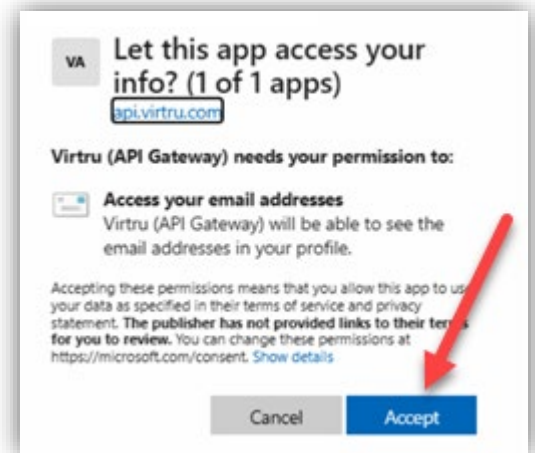 VA
Let this app access your
info? (1 of 1 apps)
api.virtru.com
Virtru (API Gateway) needs your permission to:
Access your email addresses
Virtru (API Gateway) will be able to see the
email addresses in your profile.
Accepting these permissions means that you allow this app to use
your data as specified in their terms of service and privacy
statement. The publisher has not provided links to their terms
for you to review. You can change these permissions at
https://microsoft.com/consent. Show details
Cancel
Accept